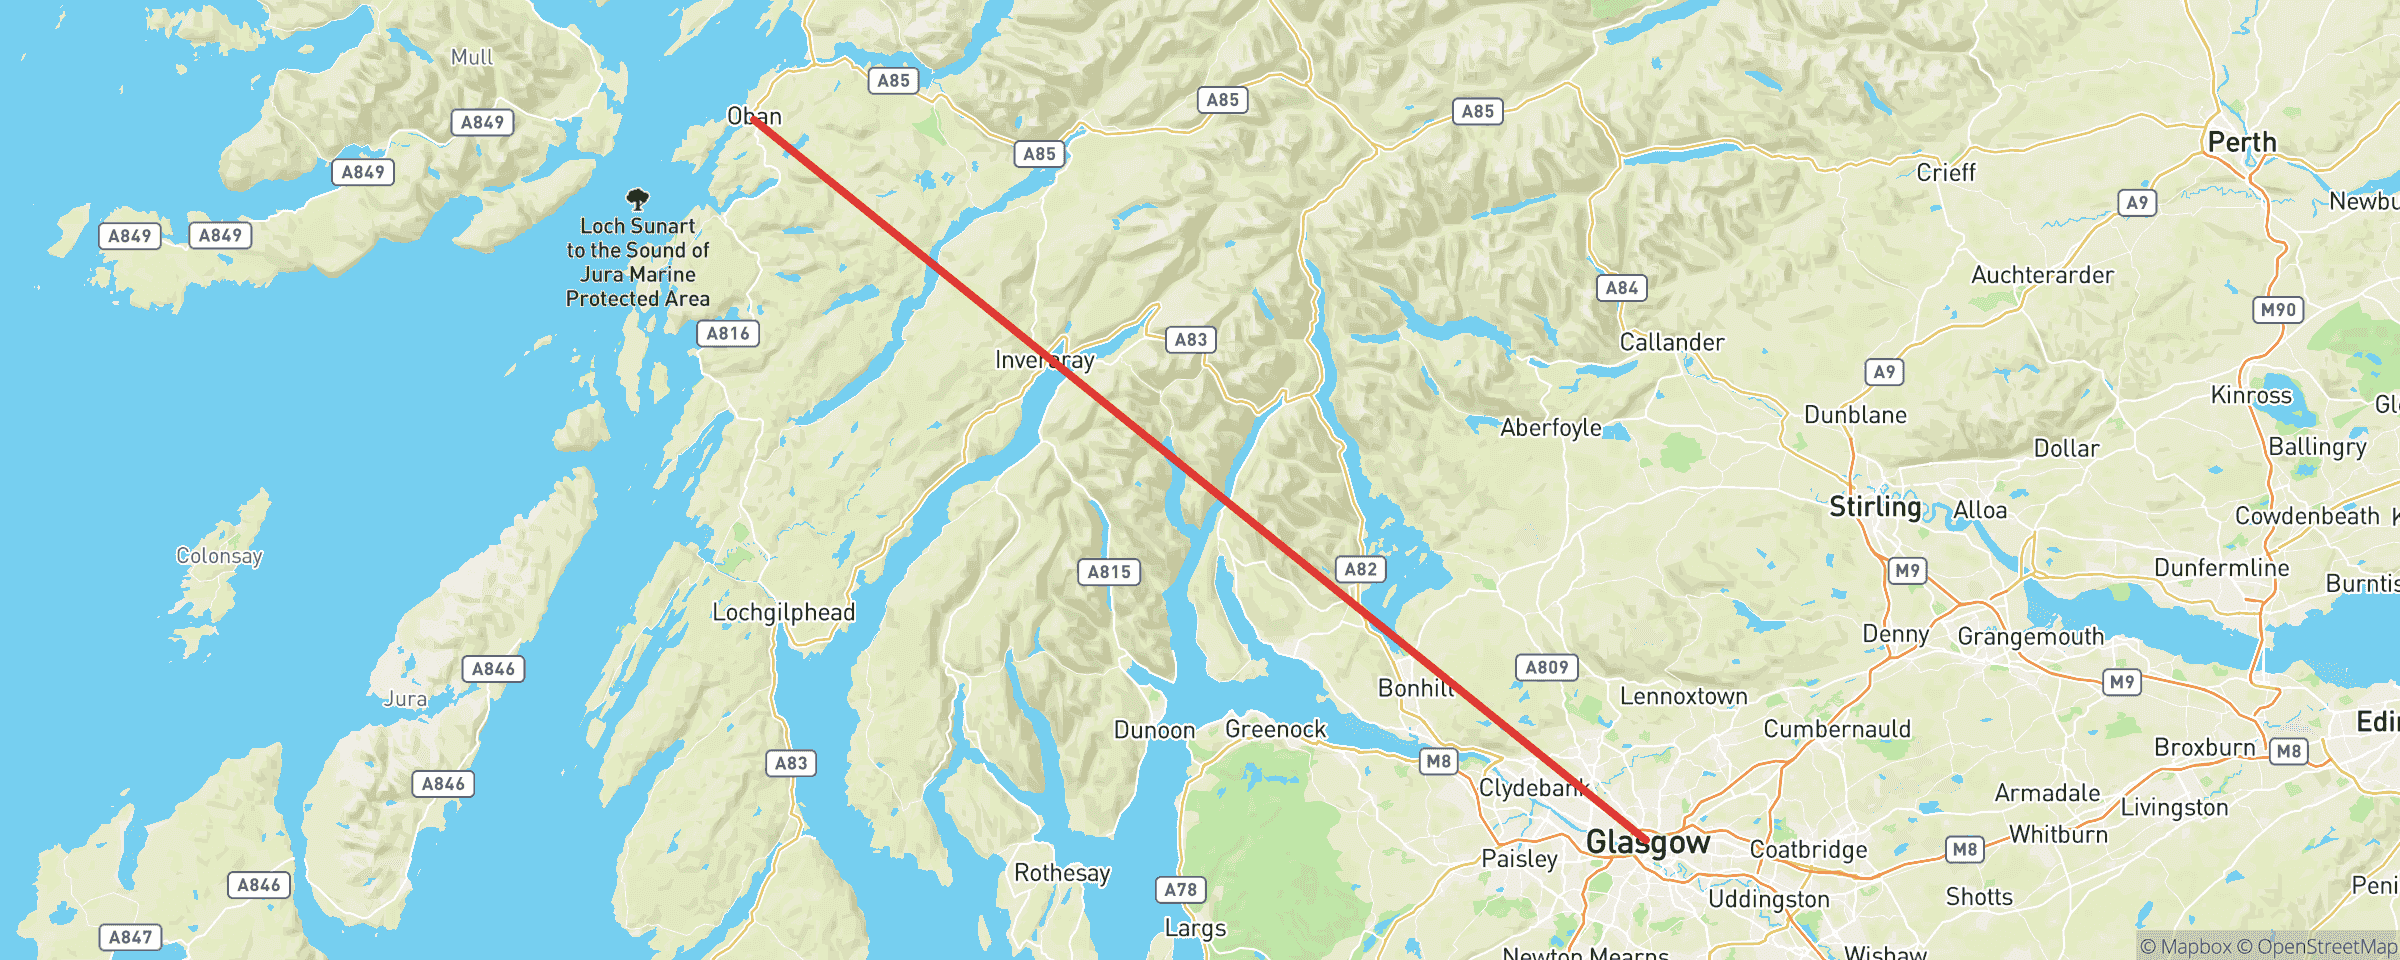 Mull
A85
A85
A85
Oban
A849
A85
Perth
A849
Crieff
A9
Newbu
Loch Sunart
to the Sound of
Jura Marine
Protected Area
A849
A849
Auchterarder
A84
M90
A816
A83
Callander
Inveraray
A9
Kinross
Gl
Dunblane
Aberfoyle
Dollar
Ballingry
Stirling
Alloa
Cowdenbeath
K
Colonsay
A815
A82
M9
Dunfermline
Burntis
Lochgilphead
Denny
Grangemouth
A846
A809
M9
Jura
Bonhill
Lennoxtown
Dunoon
Greenock
Cumbernauld
Edi
Broxburn
M8
A83
M8
A846
Clydebank
Armadale
Livingston
Glasgow
Whitburn
Paisley
Coatbridge
M8
Rothesay
A846
A78
Uddingston
Shotts
Peni
A847
Largs
Newton Mearns
Wishaw
© Mapbox © OpenStreetMap